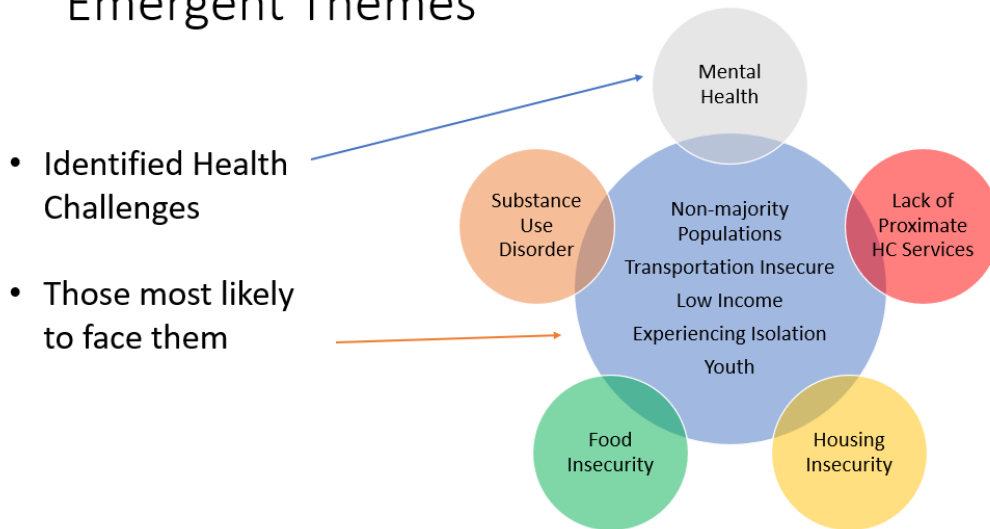 Emergent Themes
• Identified Health
Challenges
• Those most likely
to face them
Mental
Health
Substance
Use
Disorder
Non-majority
Populations
Transportation Insecure
Low Income
Experiencing Isolation
Youth
Lack of
Proximate
HC Services
Food
Insecurity
Housing
Insecurity